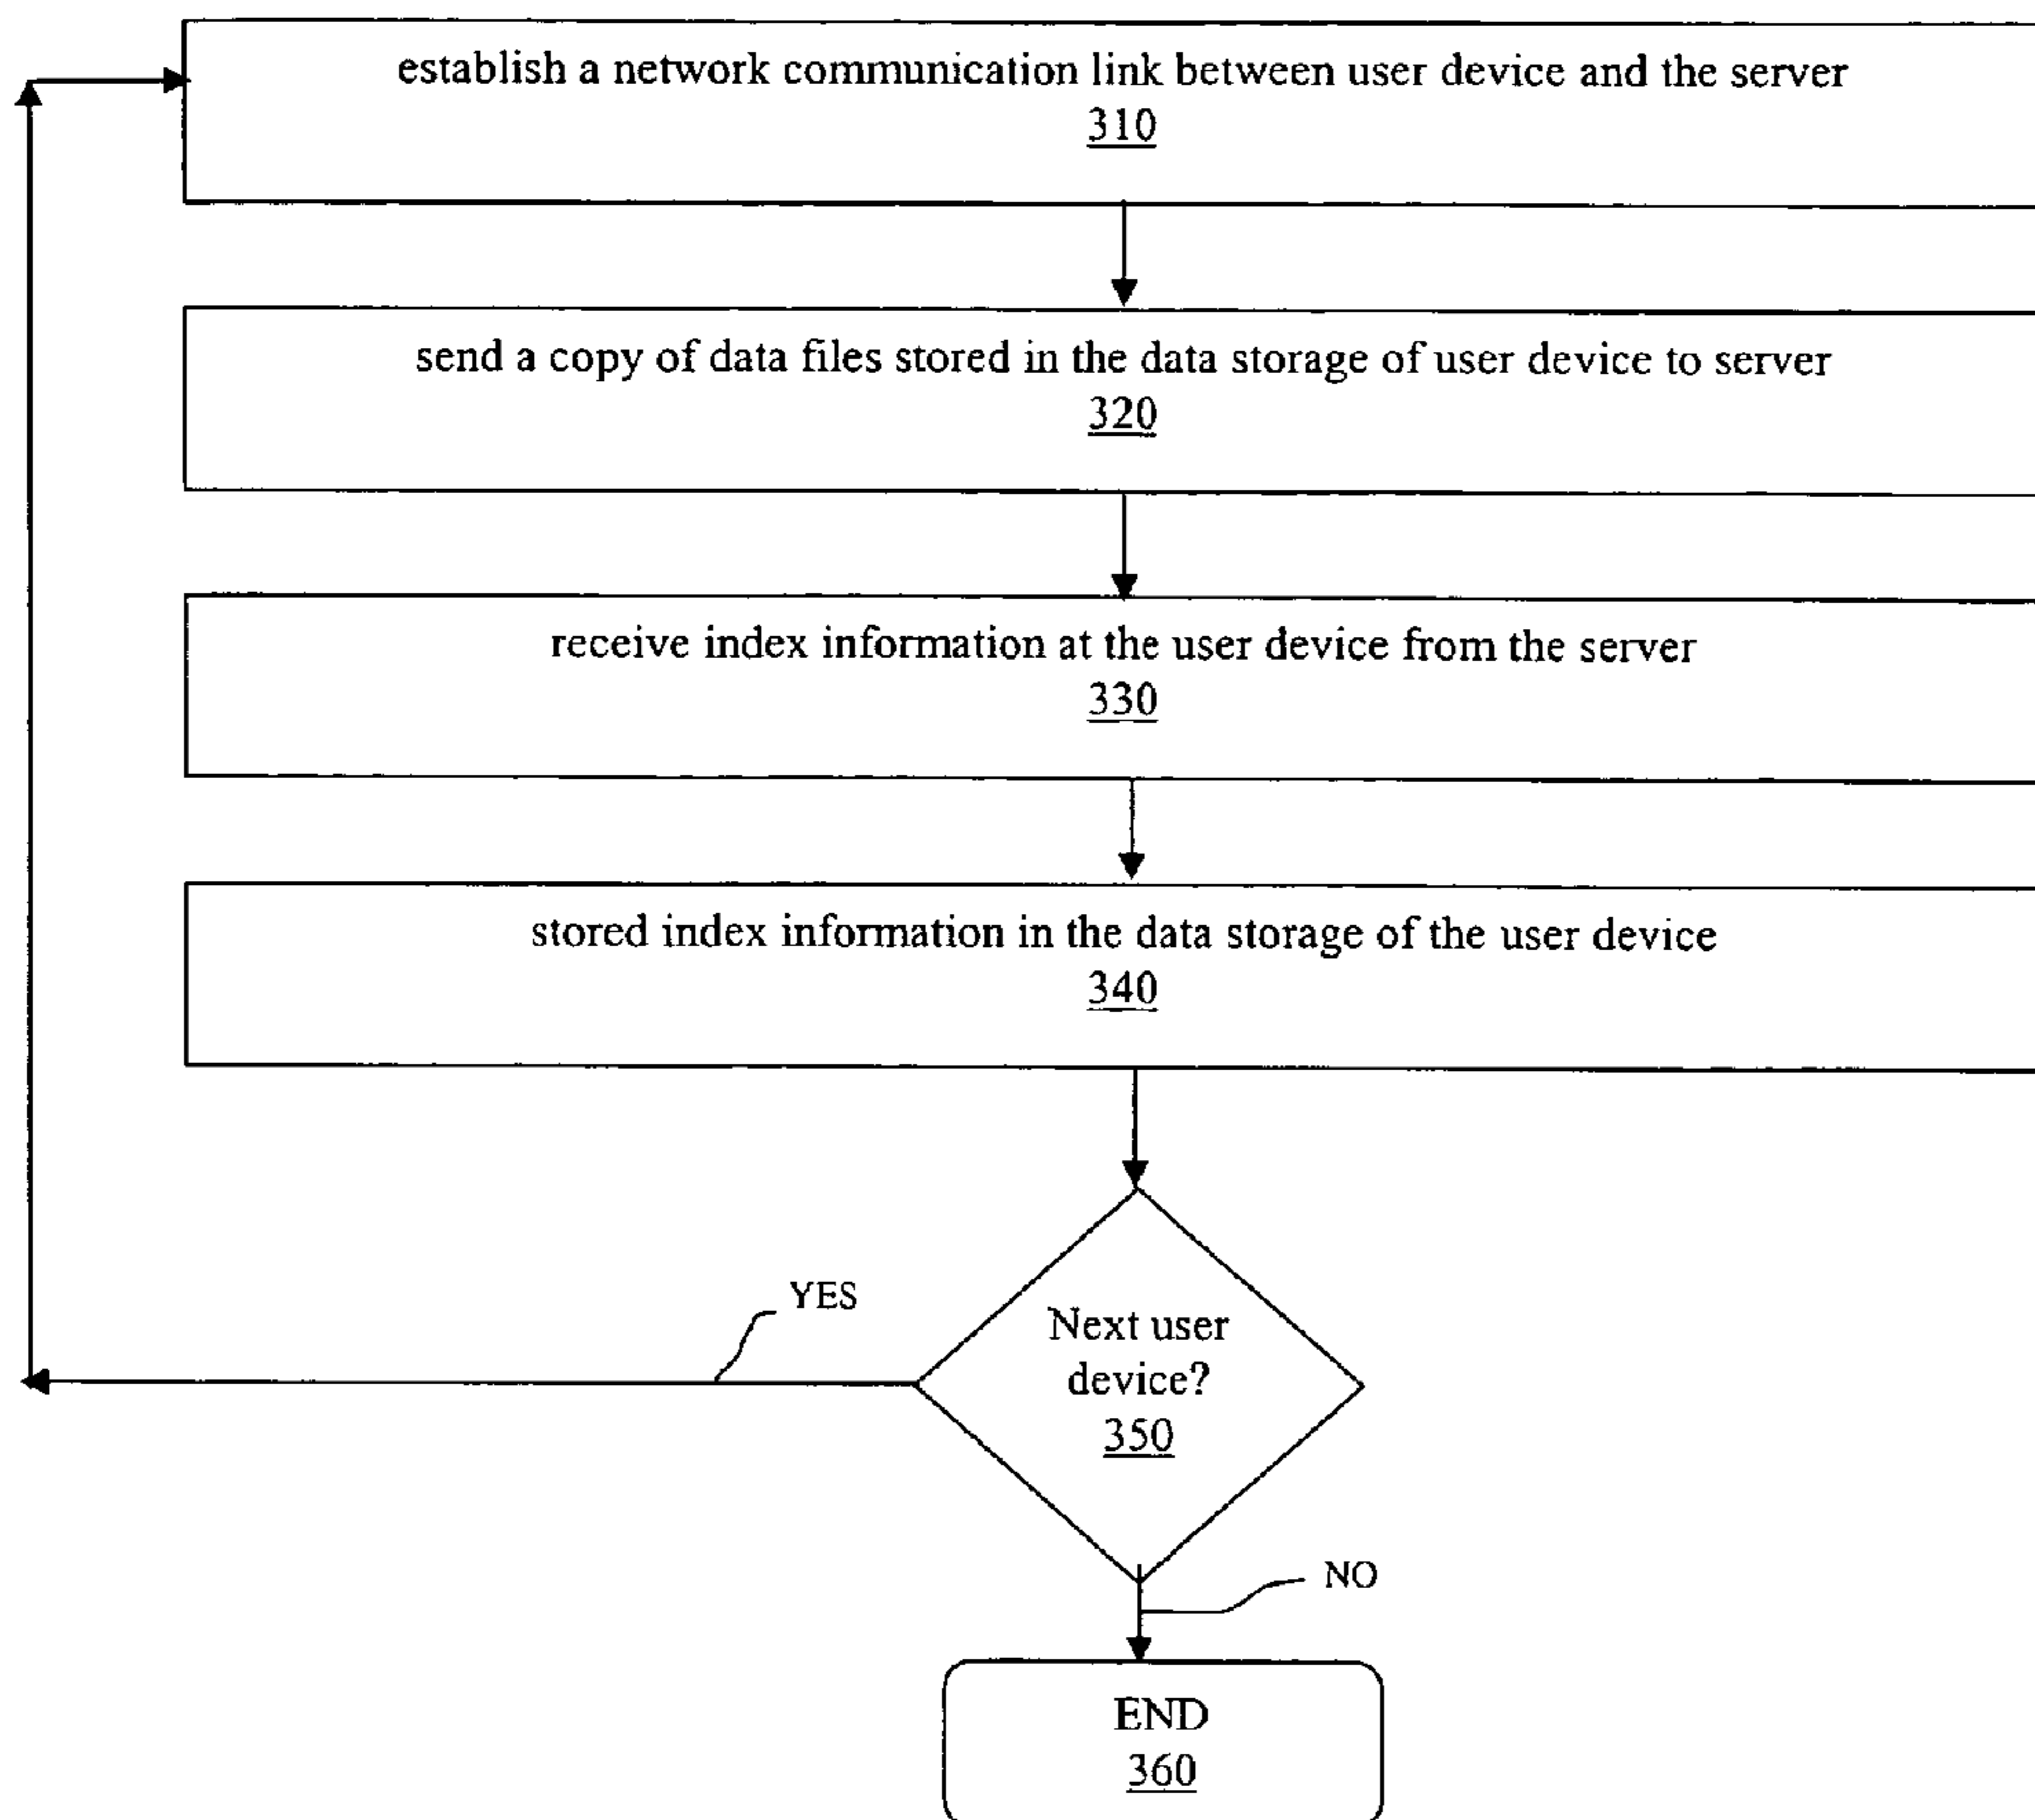 establish a network communication link between user device and the server
310
send a copy of data files stored in the data storage of user device to server
320
receive index information at the user device from the server
330
stored index information in the data storage of the user device
340
YES
Next user
device?
350
NO
END
360